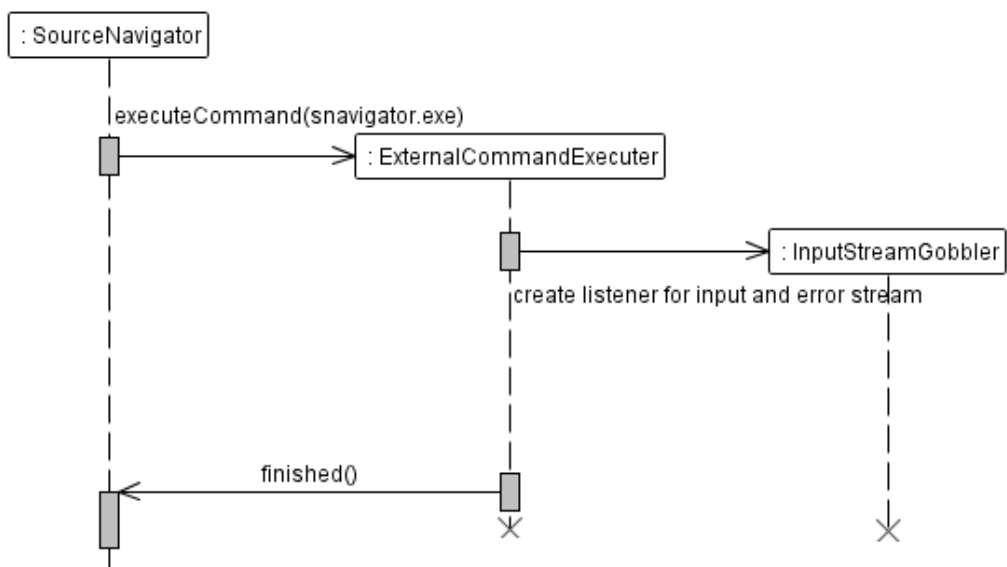 : SourceNavigator
executeCommand(snavigator.exe)
: ExternalCommandExecuter
: InputStreamGobbler
create listener for input and error stream
finished()